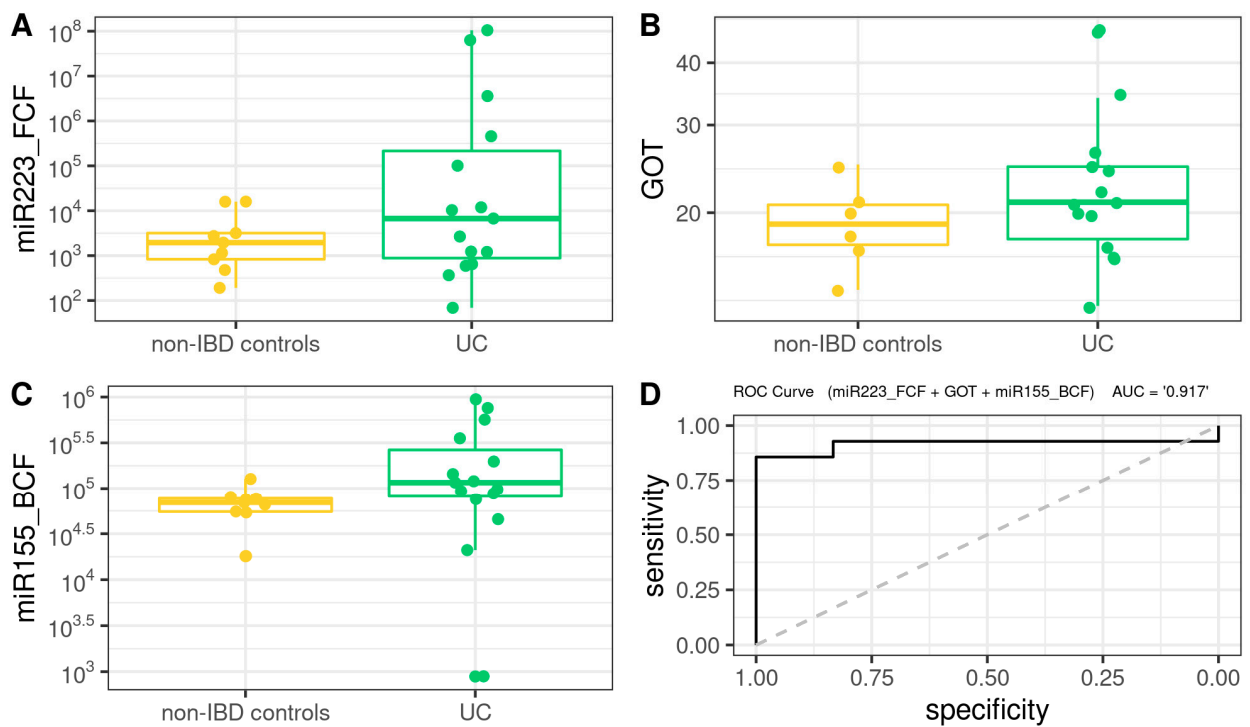 A
miR223_FCF
10^8
10^7
10^6
10^5
10^4
10^3
10^2
non-IBD controls
UC
B
GOT
40
30
20
non-IBD controls
UC
C
miR155_BCF
10^6
10^5.5
10^5
10^4.5
10^4
10^3.5
10^3
non-IBD controls
UC
D
ROC Curve (miR223_FCF + GOT + miR155_BCF) AUC = '0.917'
sensitivity
1.00
0.75
0.50
0.25
0.00
1.00 0.75 0.50 0.25 0.00
specificity